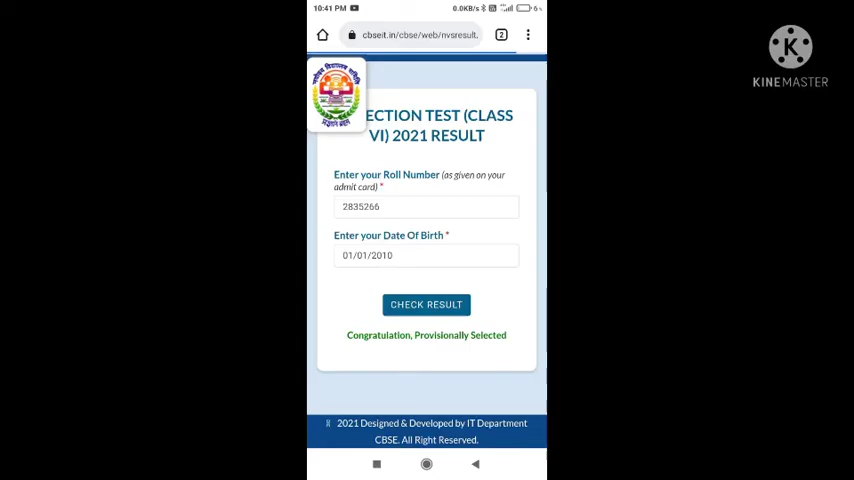 10:41 PM
0.0KB/s
6%
cbseit.in/cbse/web/nvsresult.
2
K
KINEMASTER
ECTION TEST (CLASS
VI) 2021 RESULT
Enter your Roll Number (as given on your
admit card) *
2835266
Enter your Date Of Birth *
01/01/2010
CHECK RESULT
Congratulation, Provisionally Selected
2021 Designed & Developed by IT Department
CBSE. All Right Reserved.